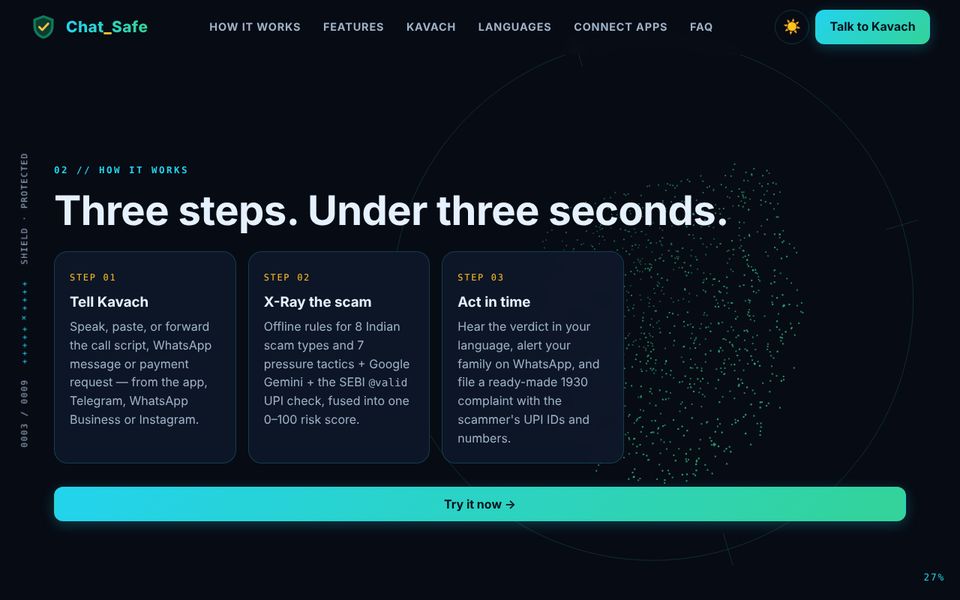 Chat_Safe
HOW IT WORKS
FEATURES
KAVACH
LANGUAGES
CONNECT APPS
FAQ
Talk to Kavach
SHIELD · PROTECTED
0003 / 0009
02 // HOW IT WORKS
Three steps. Under three seconds.
STEP 01
Tell Kavach
Speak, paste, or forward
the call script, WhatsApp
message or payment
request — from the app,
Telegram, WhatsApp
Business or Instagram.
STEP 02
X-Ray the scam
Offline rules for 8 Indian
scam types and 7
pressure tactics + Google
Gemini + the SEBI @valid
UPI check, fused into one
0–100 risk score.
STEP 03
Act in time
Hear the verdict in your
language, alert your
family on WhatsApp, and
file a ready-made 1930
complaint with the
scammer's UPI IDs and
numbers.
Try it now →
27%